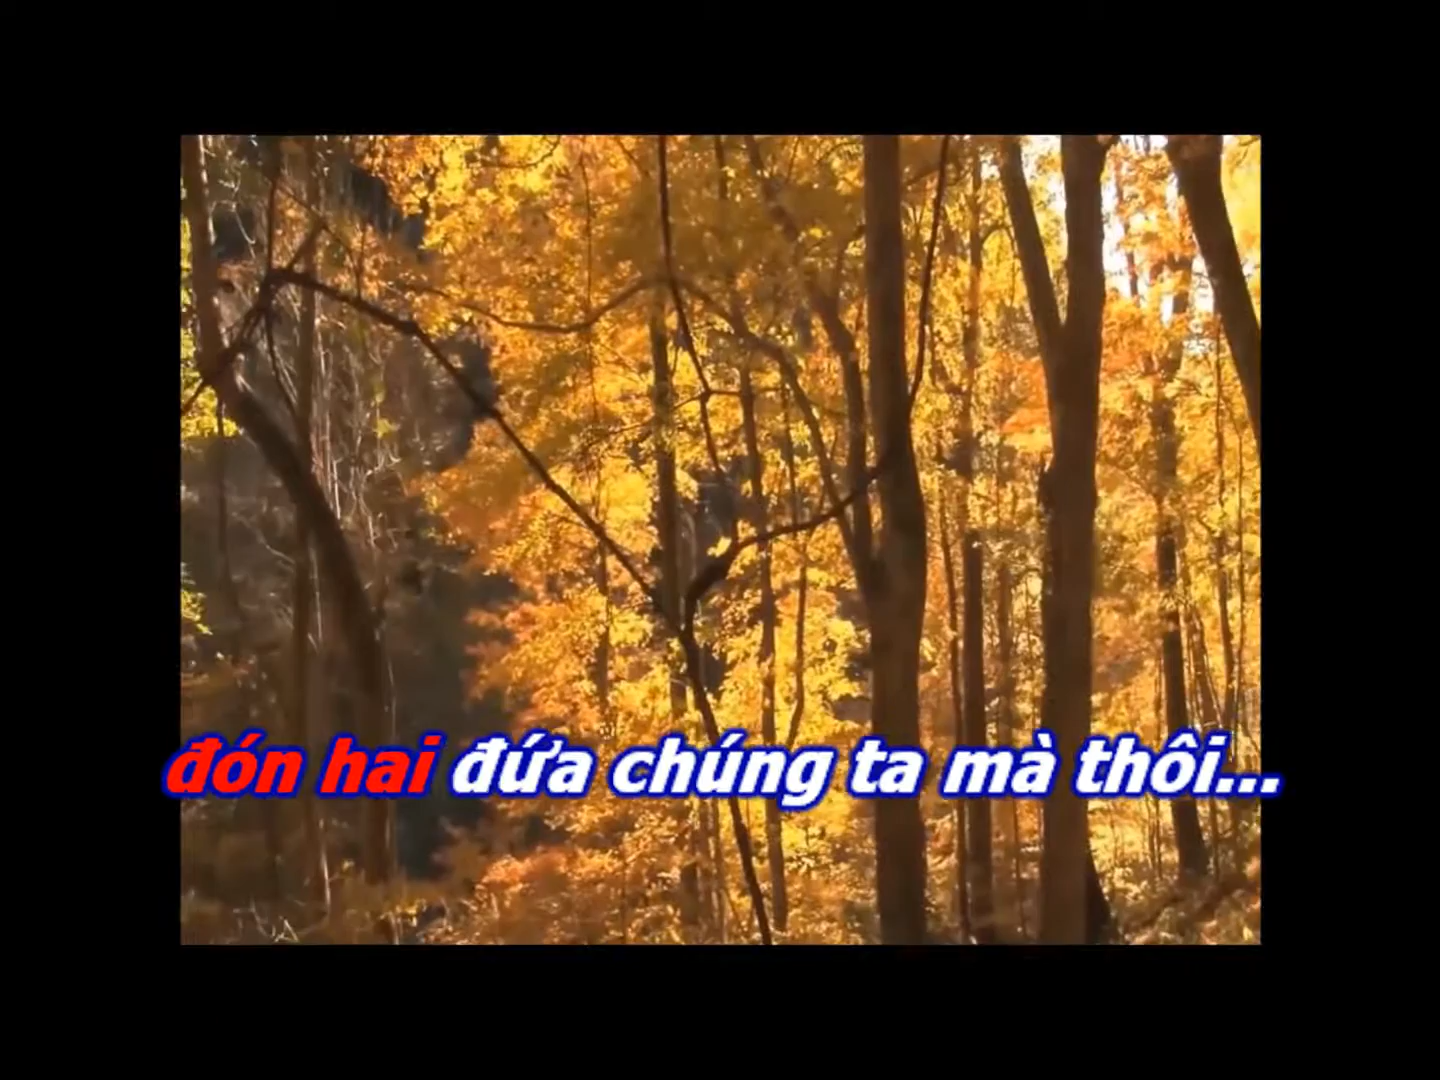 đón hai đứa chúng ta mà thôi...